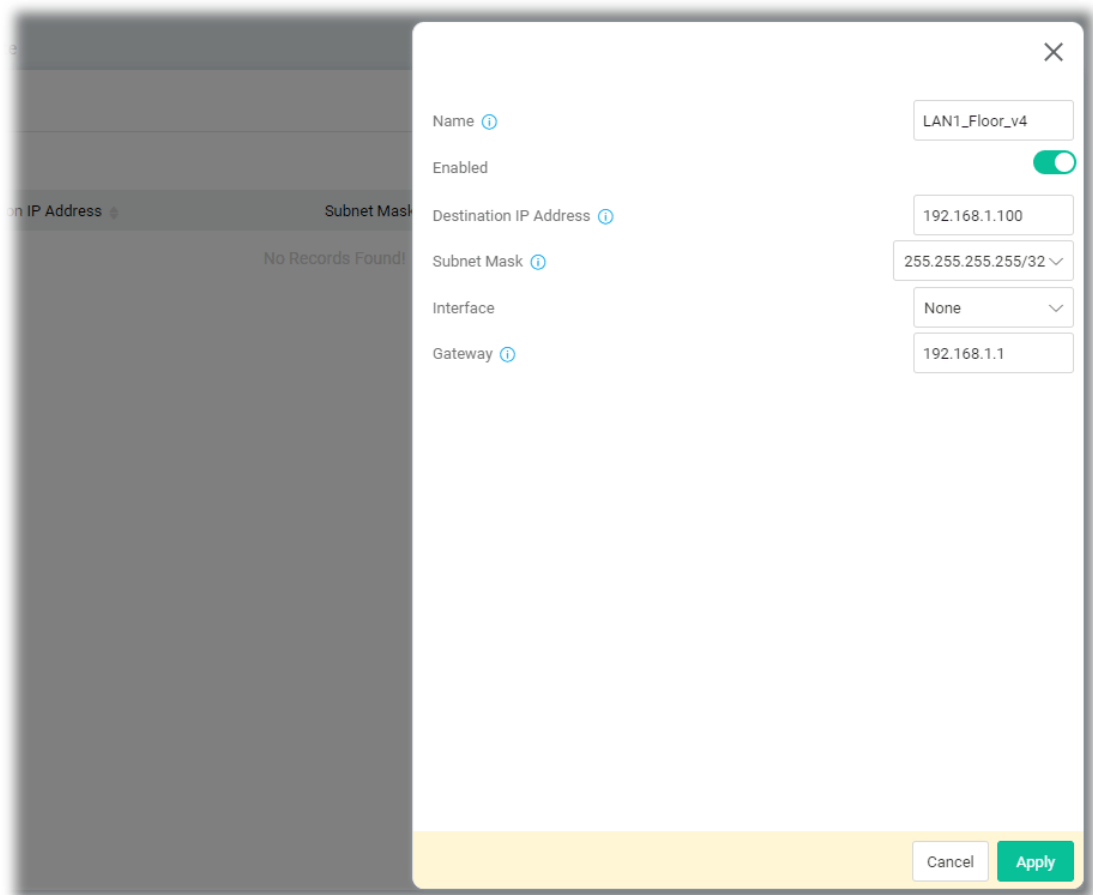 Name
LAN1_Floor_v4
Enabled
on IP Address
Subnet Mask
Destination IP Address
192.168.1.100
No Records Found!
Subnet Mask
255.255.255.255/32
Interface
None
Gateway
192.168.1.1
Cancel
Apply